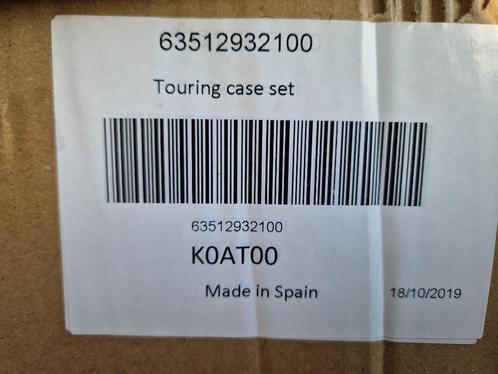 63512932100
Touring case set
63512932100
K0AT00
Made in Spain 18/10/2019